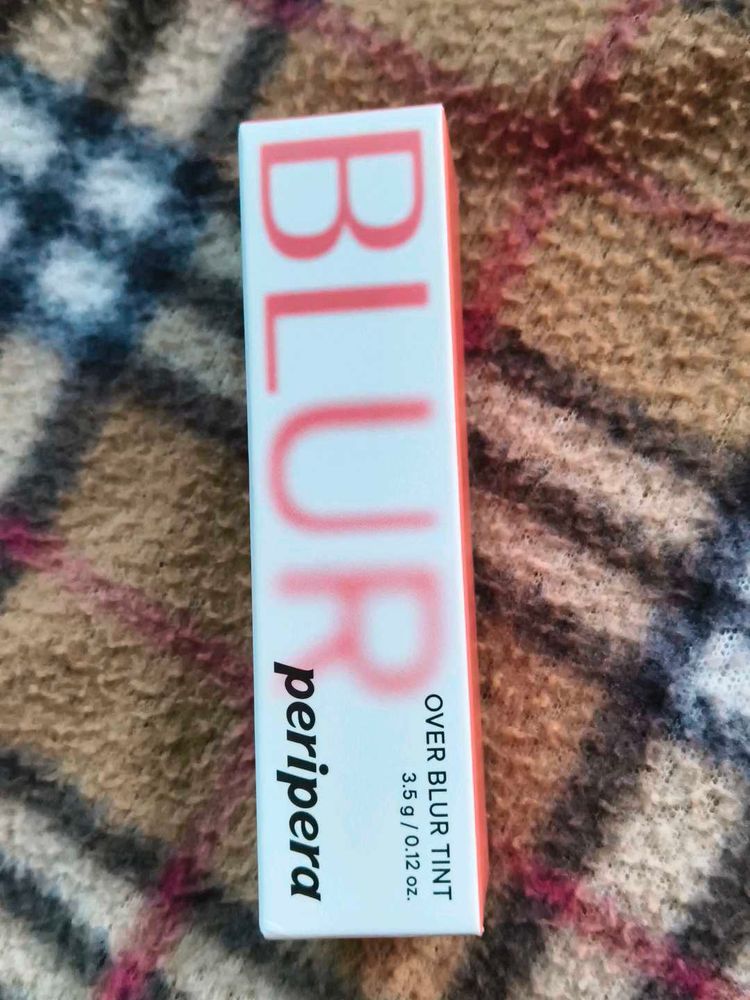 BLUR
OVER BLUR TINT
3.5 g / 0.12 oz.
peripera